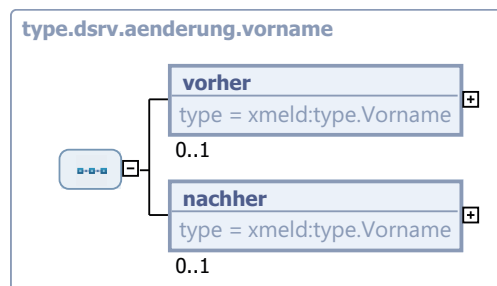 type.dsrv.aenderung.vorname
vorher
type = xmeld:type.Vorname
0..1
nachher
type = xmeld:type.Vorname
0..1